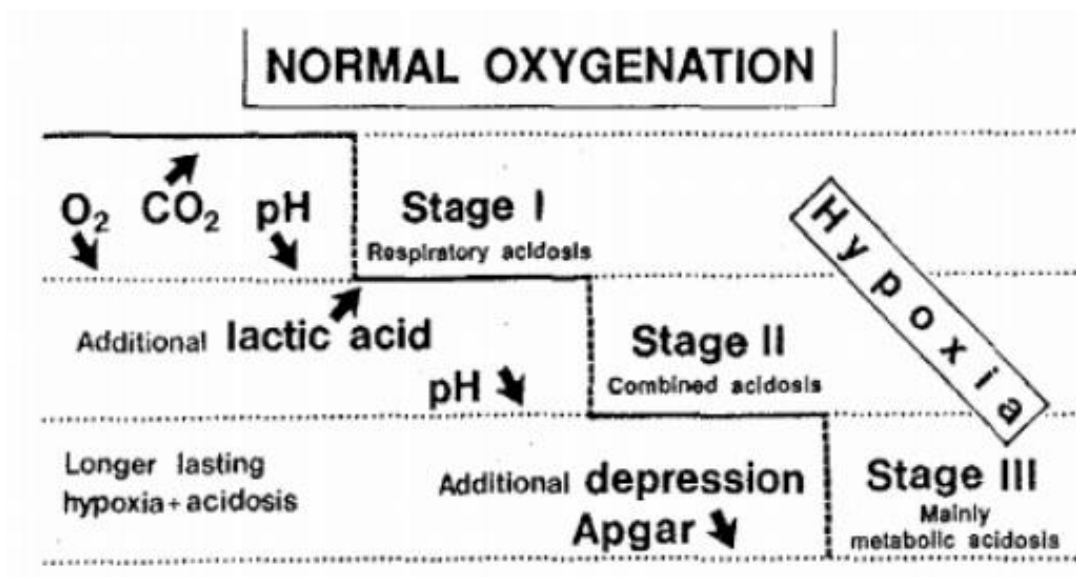 NORMAL OXYGENATION
O₂ CO₂ pH
Stage I
Respiratory acidosis
Additional lactic acid
pH
Stage II
Combined acidosis
Hypoxia
Longer lasting
hypoxia + acidosis
Additional depression
Apgar
Stage III
Mainly
metabolic acidosis